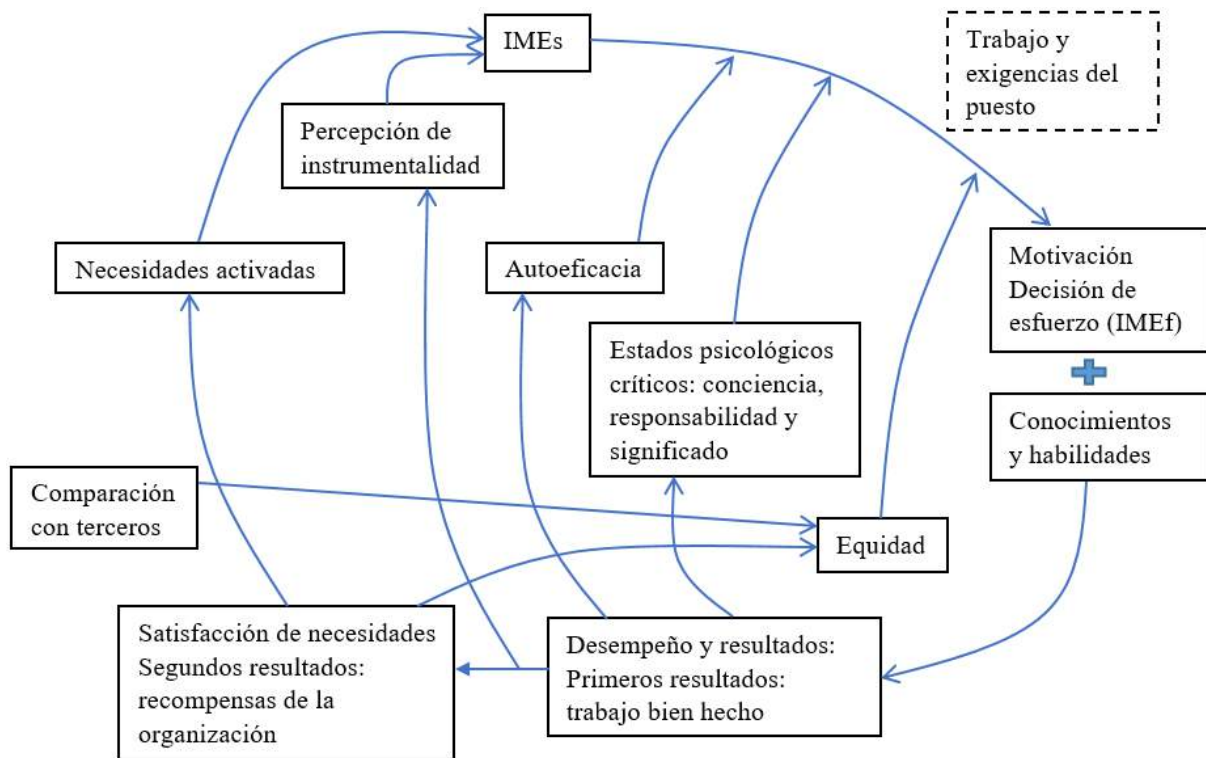 IMEs
Trabajo y
exigencias del
puesto
Percepción de
instrumentalidad
Necesidades activadas
Autoeficacia
Motivación
Decisión de
esfuerzo (IMEf)
Estados psicológicos
críticos: conciencia,
responsabilidad y
significado
Conocimientos
y habilidades
Comparación
con terceros
Equidad
Satisfacción de necesidades
Segundos resultados:
recompensas de la
organización
Desempeño y resultados:
Primeros resultados:
trabajo bien hecho